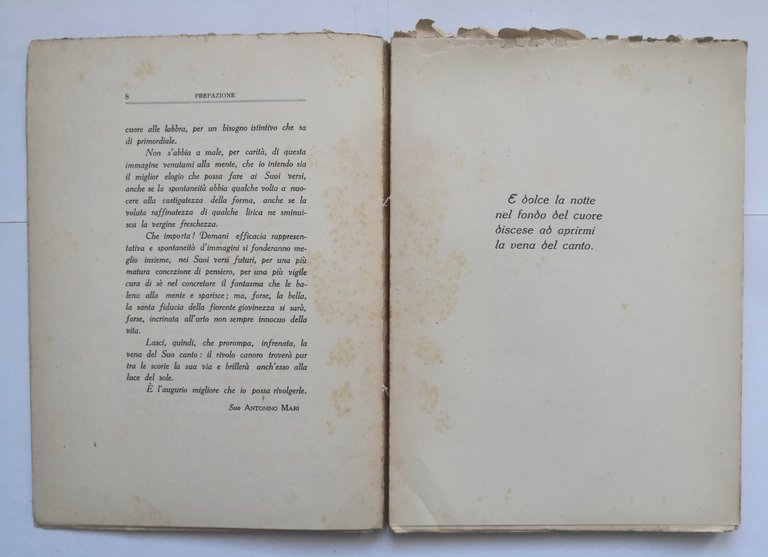 8 PREFAZIONE
cuore alle labbra, per un bisogno istintivo che sa
di primordiale.
Non s'abbia a male, per carità, di questa
immagine venutami alla mente, che io intendo sia
il miglior elogio che possa fare ai Suoi versi,
anche se la spontaneità abbia qualche volta a nuo-
cere alla castigatezza della forma, anche se la
voluta raffinatezza di qualche lirica ne sminui-
sca la vergine freschezza.
Che importa! Domani efficacia rappresen-
tativa e spontaneità d'immagini si fonderanno me-
glio insieme, nei Suoi versi futuri, per una più
matura concezione di pensiero, per una più vigile
cura di sè nel concretare il fantasma che le ba-
lena alla mente e sparisce; ma, forse, la bella,
la santa fiducia della fiorente giovinezza si sarà,
forse, incrinata all'urto non sempre innocuo della
vita.
Lasci, quindi, che prorompa, infrenata, la
vena del Suo canto: il rivolo canoro troverà pur
tra le scorie la sua via e brillerà anch'esso alla
luce del sole.
È l'augurio migliore che io possa rivolgerle.
Suo ANTONINO MARI
E dolce la notte
nel fondo del cuore
discese ad aprirmi
la vena del canto.